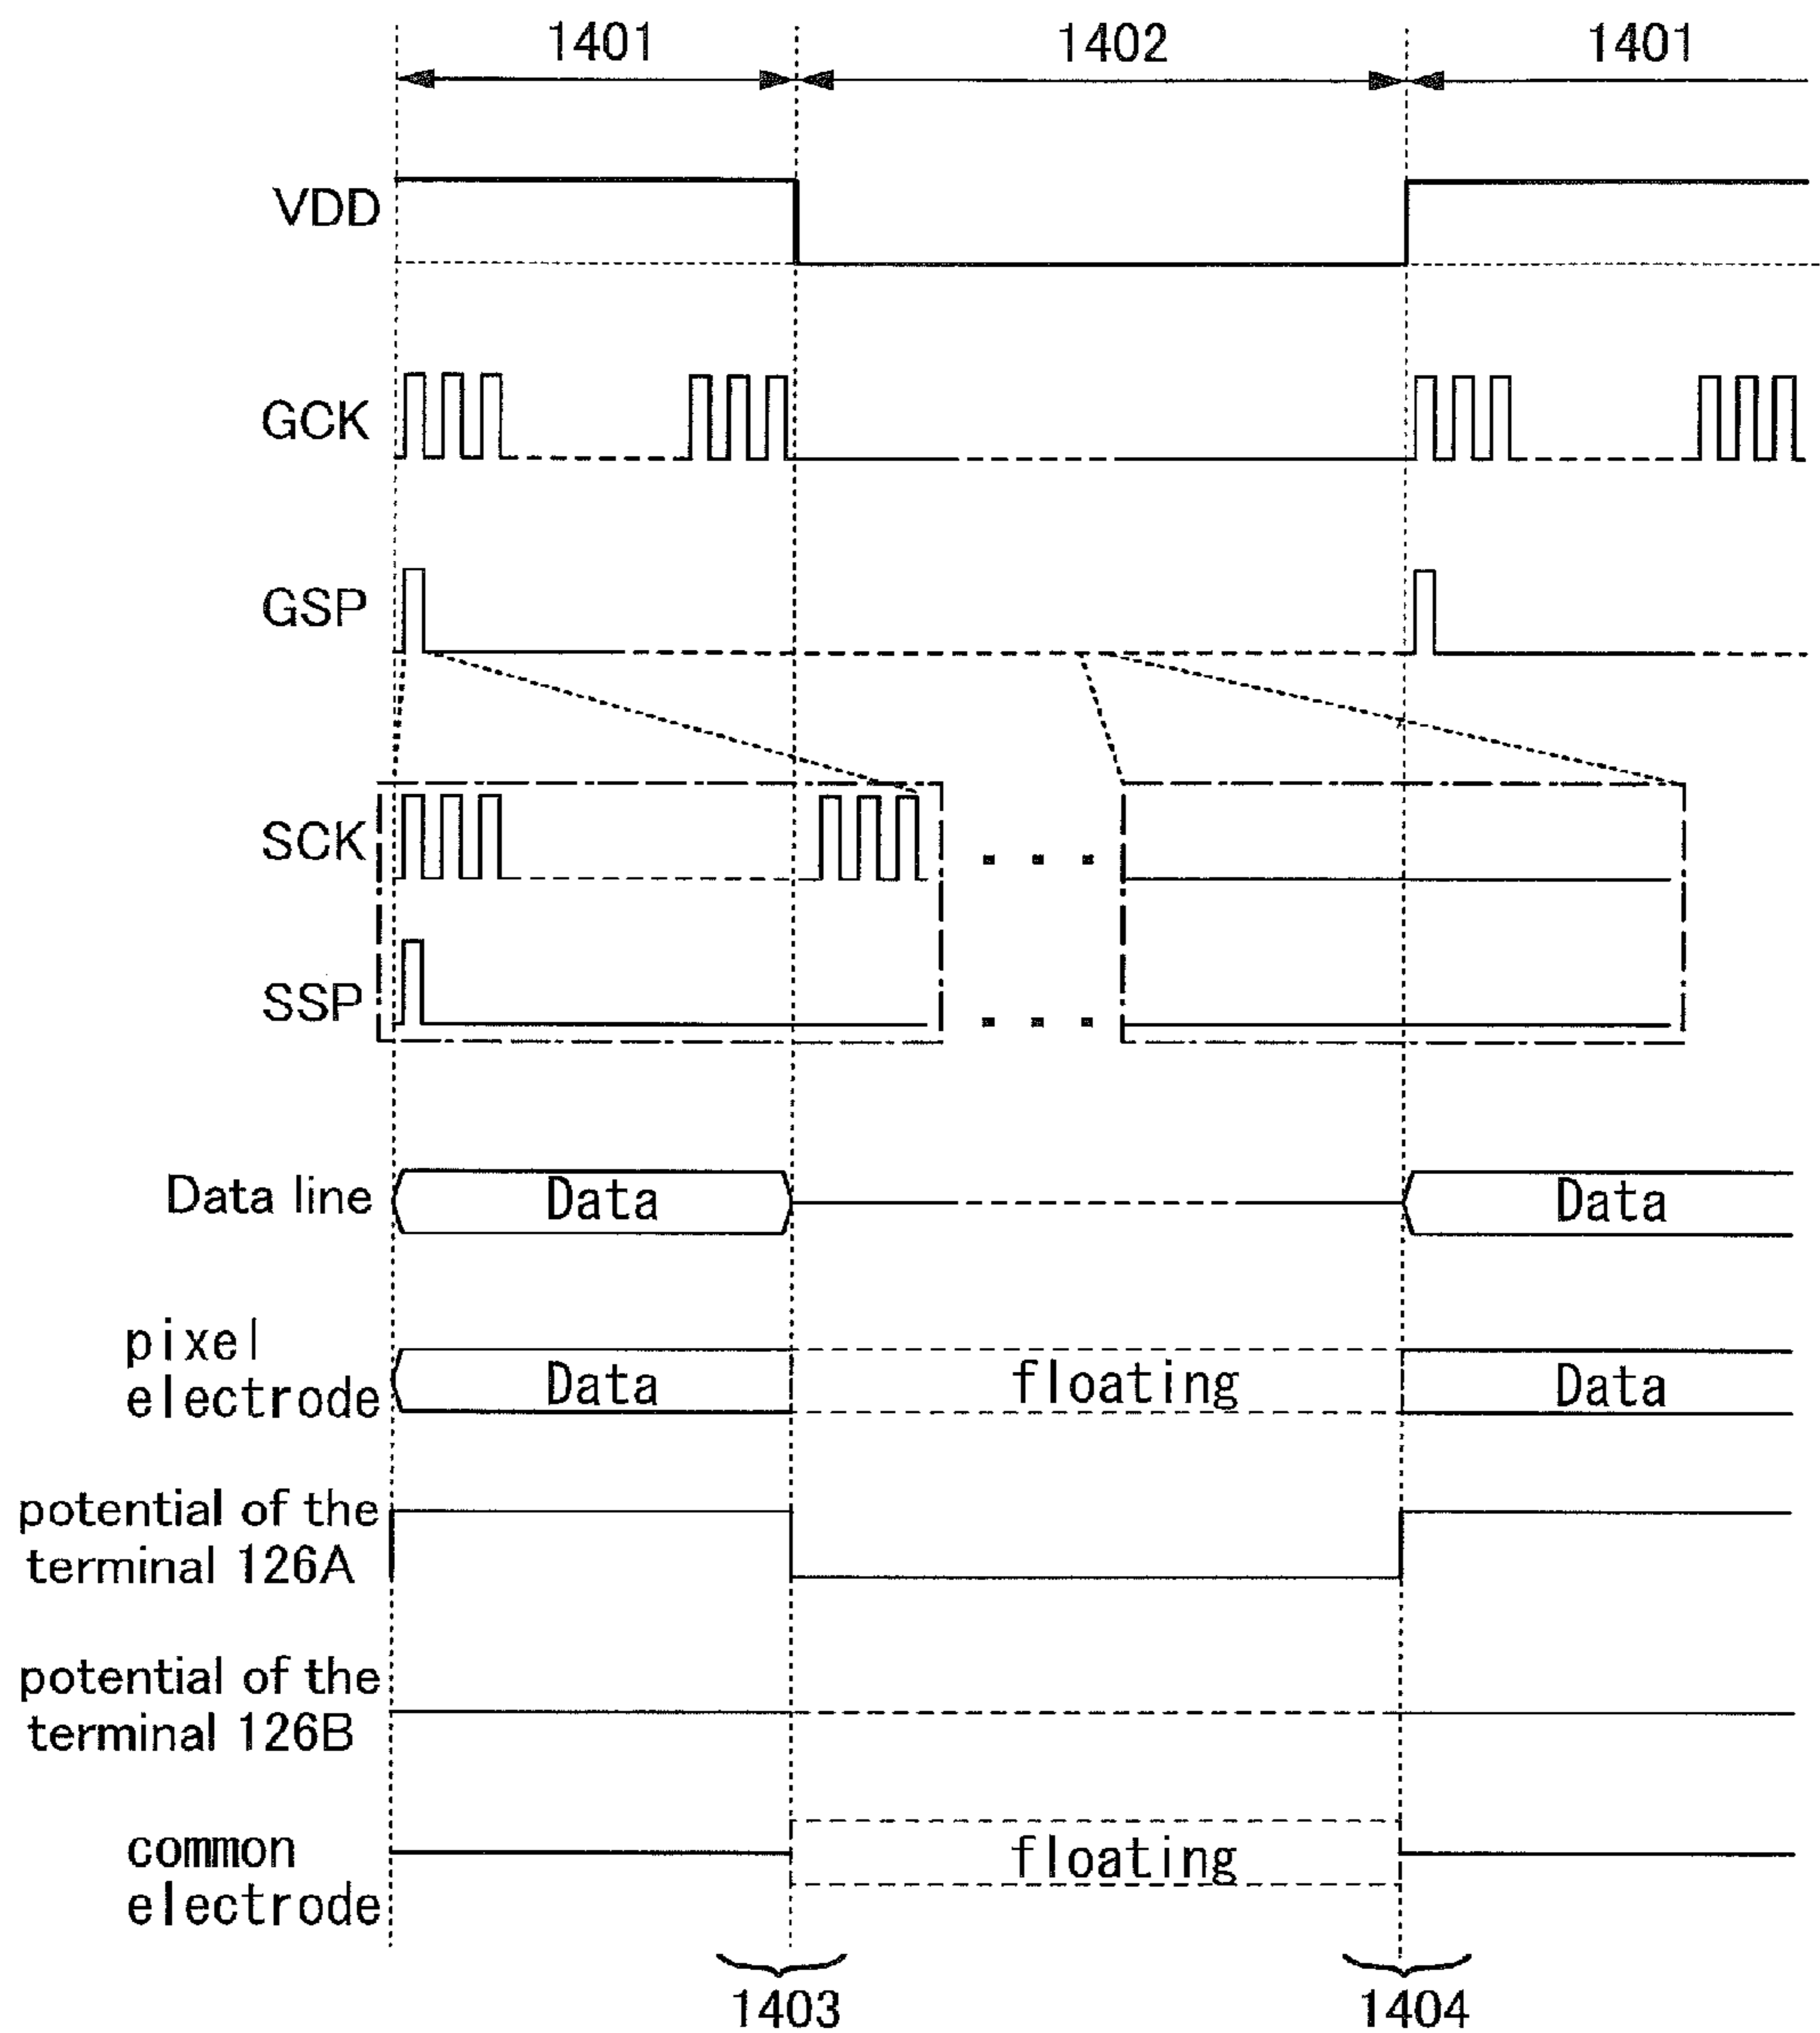 1401 1402 1401
VDD
GCK
GSP
SCK
SSP
Data line Data Data
pixel
electrode Data floating Data
potential of the
terminal 126A
potential of the
terminal 126B
common
electrode floating
1403 1404